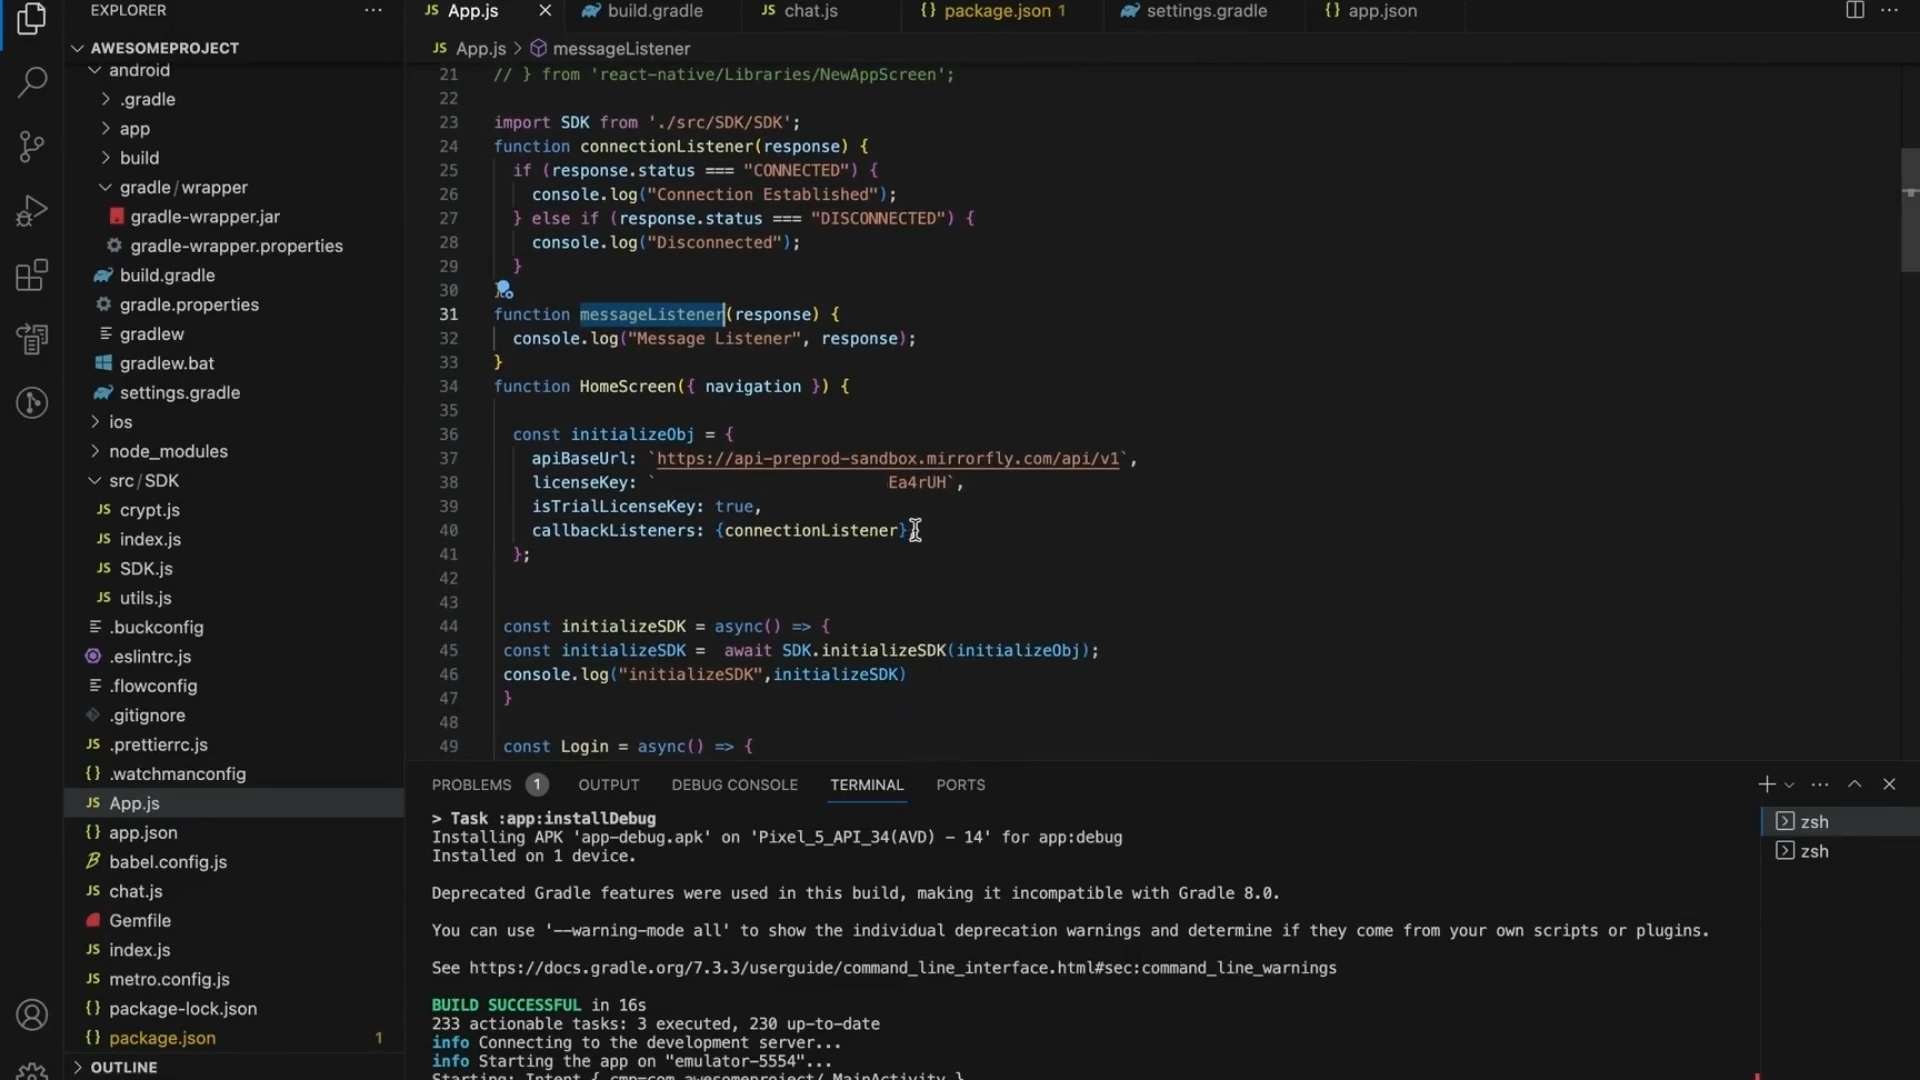 EXPLORER
AWESOMEPROJECT
android
.gradle
app
build
gradle/wrapper
gradle-wrapper.jar
gradle-wrapper.properties
build.gradle
gradle.properties
gradlew
gradlew.bat
settings.gradle
ios
node_modules
src/SDK
crypt.js
index.js
SDK.js
utils.js
.buckconfig
.eslintrc.js
.flowconfig
.gitignore
.prettierrc.js
.watchmanconfig
App.js
app.json
babel.config.js
chat.js
Gemfile
index.js
metro.config.js
package-lock.json
package.json 1
OUTLINE
App.js build.gradle chat.js package.json 1 settings.gradle app.json
App.js > messageListener
21 // } from 'react-native/Libraries/NewAppScreen';
22
23 import SDK from './src/SDK/SDK';
24 function connectionListener(response) {
25 if (response.status === "CONNECTED") {
26 console.log("Connection Established");
27 } else if (response.status === "DISCONNECTED") {
28 console.log("Disconnected");
29 }
30
31 function messageListener(response) {
32 console.log("Message Listener", response);
33 }
34 function HomeScreen({ navigation }) {
35
36 const initializeObj = {
37 apiBaseUrl: `https://api-preprod-sandbox.mirrorfly.com/api/v1`,
38 licenseKey: ` Ea4rUH`,
39 isTrialLicenseKey: true,
40 callbackListeners: {connectionListener}
41 };
42
43
44 const initializeSDK = async() => {
45 const initializeSDK = await SDK.initializeSDK(initializeObj);
46 console.log("initializeSDK",initializeSDK)
47 }
48
49 const Login = async() => {
PROBLEMS 1 OUTPUT DEBUG CONSOLE TERMINAL PORTS
> Task :app:installDebug
Installing APK 'app-debug.apk' on 'Pixel_5_API_34(AVD) - 14' for app:debug
Installed on 1 device.
Deprecated Gradle features were used in this build, making it incompatible with Gradle 8.0.
You can use '--warning-mode all' to show the individual deprecation warnings and determine if they come from your own scripts or plugins.
See https://docs.gradle.org/7.3.3/userguide/command_line_interface.html#sec:command_line_warnings
BUILD SUCCESSFUL in 16s
233 actionable tasks: 3 executed, 230 up-to-date
info Connecting to the development server...
info Starting the app on "emulator-5554"...
Starting: Intent { cmp=com.awesomeproject/.MainActivity }
zsh
zsh